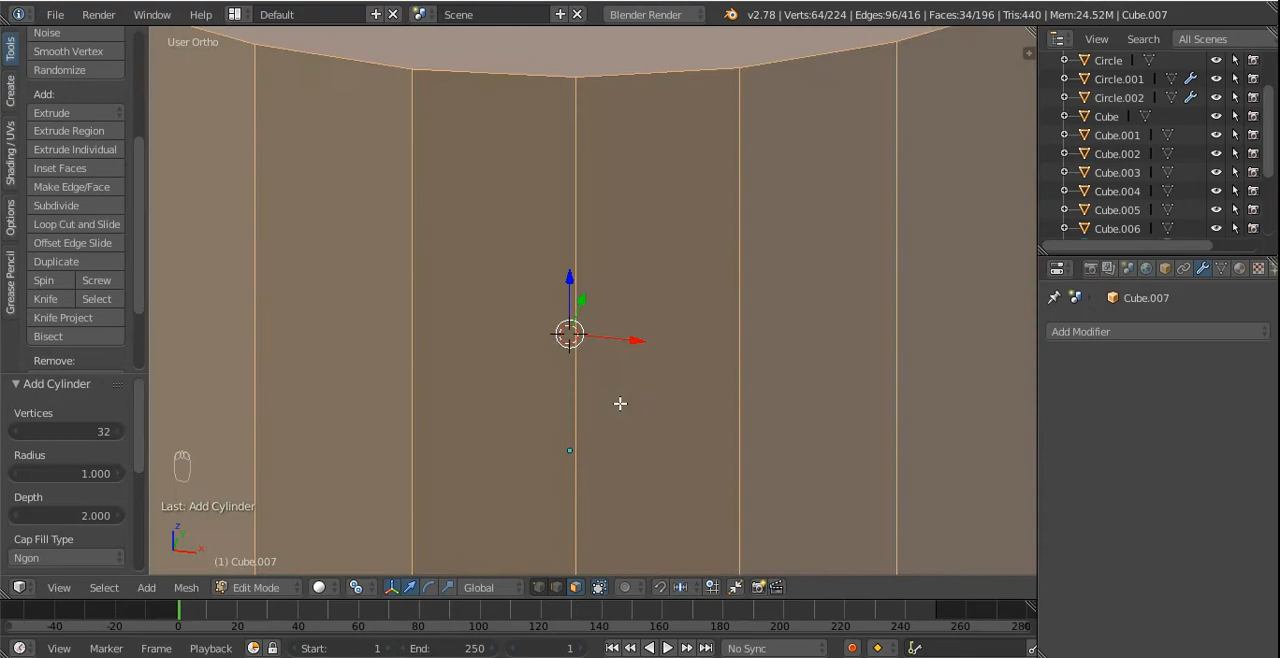 File Render Window Help Default Scene Blender Render v2.78 | Verts:64/224 | Edges:96/416 | Faces:34/196 | Tris:440 | Mem:24.52M | Cube.007
Tools
Create
Shading / UVs
Options
Grease Pencil
Noise
Smooth Vertex
Randomize
Add:
Extrude
Extrude Region
Extrude Individual
Inset Faces
Make Edge/Face
Subdivide
Loop Cut and Slide
Offset Edge Slide
Duplicate
Spin Screw
Knife Select
Knife Project
Bisect
Remove:
Add Cylinder
Vertices
32
Radius
1.000
Depth
2.000
Cap Fill Type
Ngon
User Ortho
Last: Add Cylinder
z
y
x
(1) Cube.007
View Search All Scenes
Circle
Circle.001
Circle.002
Cube
Cube.001
Cube.002
Cube.003
Cube.004
Cube.005
Cube.006
Cube.007
Add Modifier
View Select Add Mesh Edit Mode Global
-40 -20 0 20 40 60 80 100 120 140 160 180 200 220 240 260 280
View Marker Frame Playback Start: 1 End: 250 1 No Sync